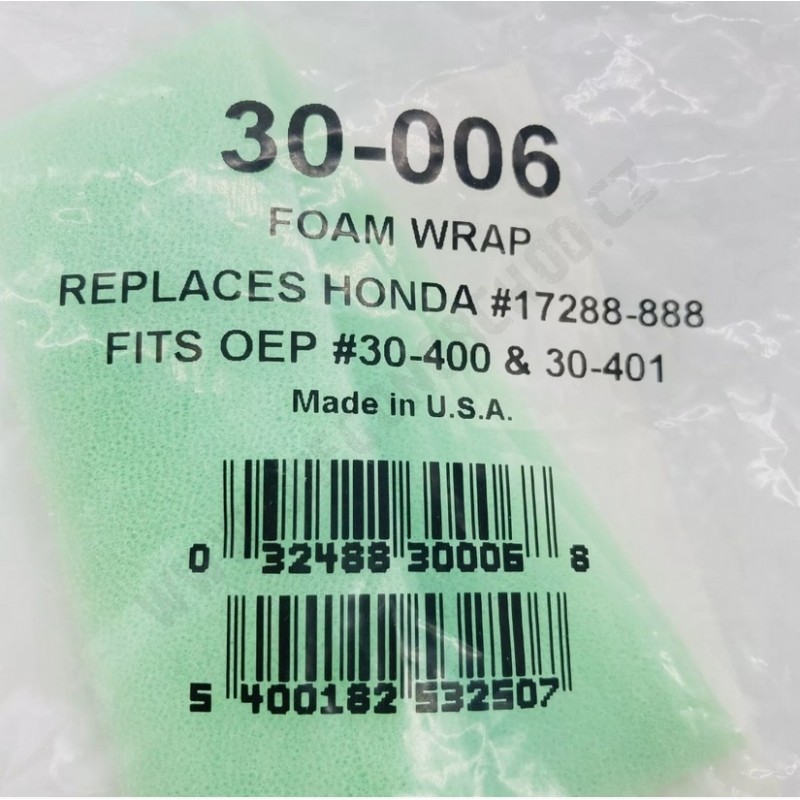 30-006
FOAM WRAP
REPLACES HONDA #17288-888
FITS OEP #30-400 & 30-401
Made in U.S.A.
0 32488 30006 8
5 400182 532507